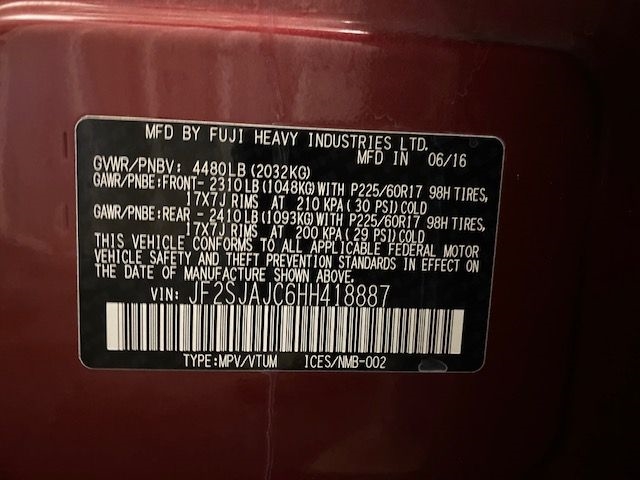 MFD BY FUJI HEAVY INDUSTRIES LTD.
MFD IN 06/16
GVWR/PNBV: 4480LB (2032KG)
GAWR/PNBE:FRONT- 2310 LB (1048KG) WITH P225/60R17 98H TIRES,
17X7J RIMS AT 210 KPA ( 30 PSI) COLD
GAWR/PNBE:REAR - 2410 LB (1093KG) WITH P225/60R17 98H TIRES,
17X7J RIMS AT 200 KPA ( 29 PSI) COLD
THIS VEHICLE CONFORMS TO ALL APPLICABLE FEDERAL MOTOR
VEHICLE SAFETY AND THEFT PREVENTION STANDARDS IN EFFECT ON
THE DATE OF MANUFACTURE SHOWN ABOVE.
VIN: JF2SJAJC6HH418887
TYPE:MPV/VTUM ICES/NMB-002